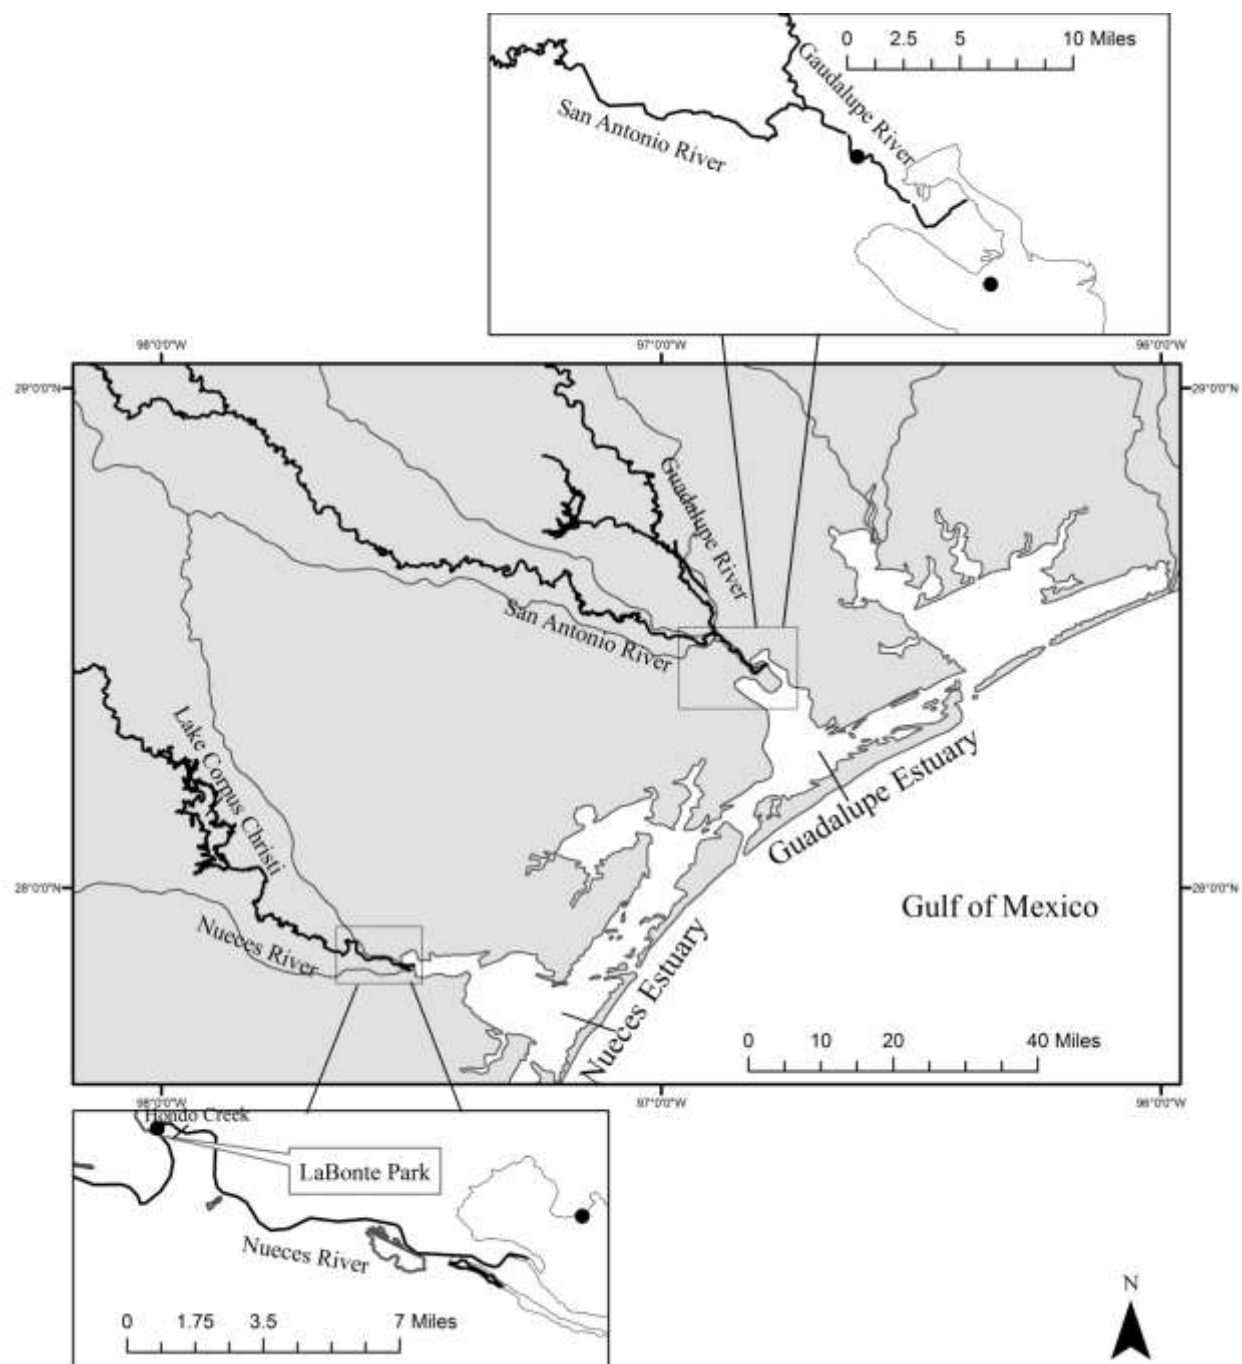 0 2.5 5 10 Miles
Gaudalupe River
San Antonio River
98°0'0"W 97°0'0"W 96°0'0"W
29°0'0"N 29°0'0"N
Guadalupe River
San Antonio River
Lake Corpus Christi
Guadalupe Estuary
28°0'0"N 28°0'0"N
Gulf of Mexico
Nueces River
Nueces Estuary
0 10 20 40 Miles
98°0'0"W 97°0'0"W 96°0'0"W
Hondo Creek
LaBonte Park
Nueces River
0 1.75 3.5 7 Miles
N